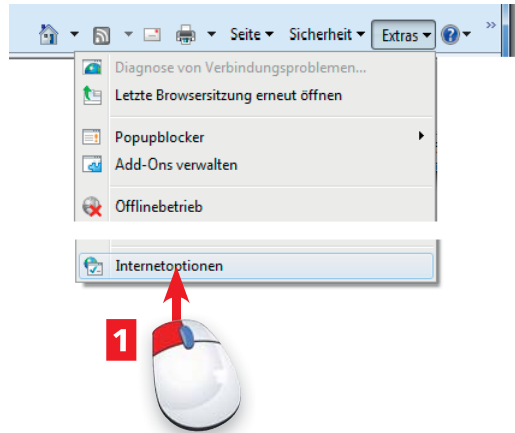 Seite Sicherheit Extras
Diagnose von Verbindungsproblemen...
Letzte Browsersitzung erneut öffnen
Popupblocker
Add-Ons verwalten
Offlinebetrieb
Internetoptionen
1